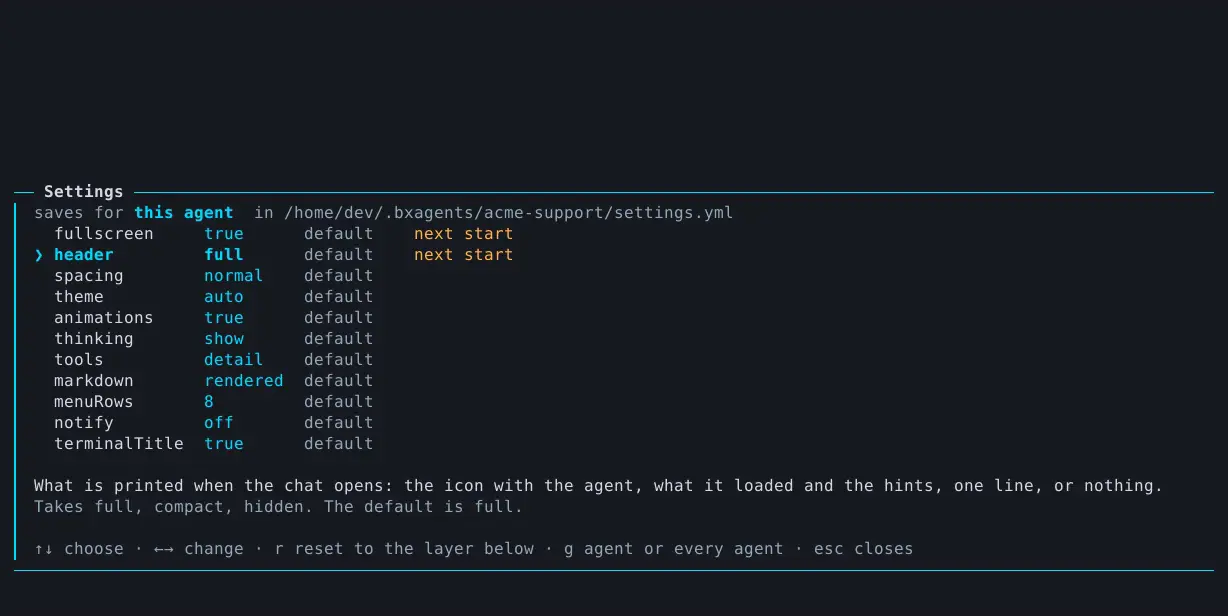 Settings
saves for this agent  in /home/dev/.bxagents/acme-support/settings.yml
fullscreen     true      default    next start
❯ header         full      default    next start
spacing        normal    default
theme          auto      default
animations     true      default
thinking       show      default
tools          detail    default
markdown       rendered  default
menuRows       8         default
notify         off       default
terminalTitle  true      default
What is printed when the chat opens: the icon with the agent, what it loaded and the hints, one line, or nothing.
Takes full, compact, hidden. The default is full.
↑↓ choose · ←→ change · r reset to the layer below · g agent or every agent · esc closes